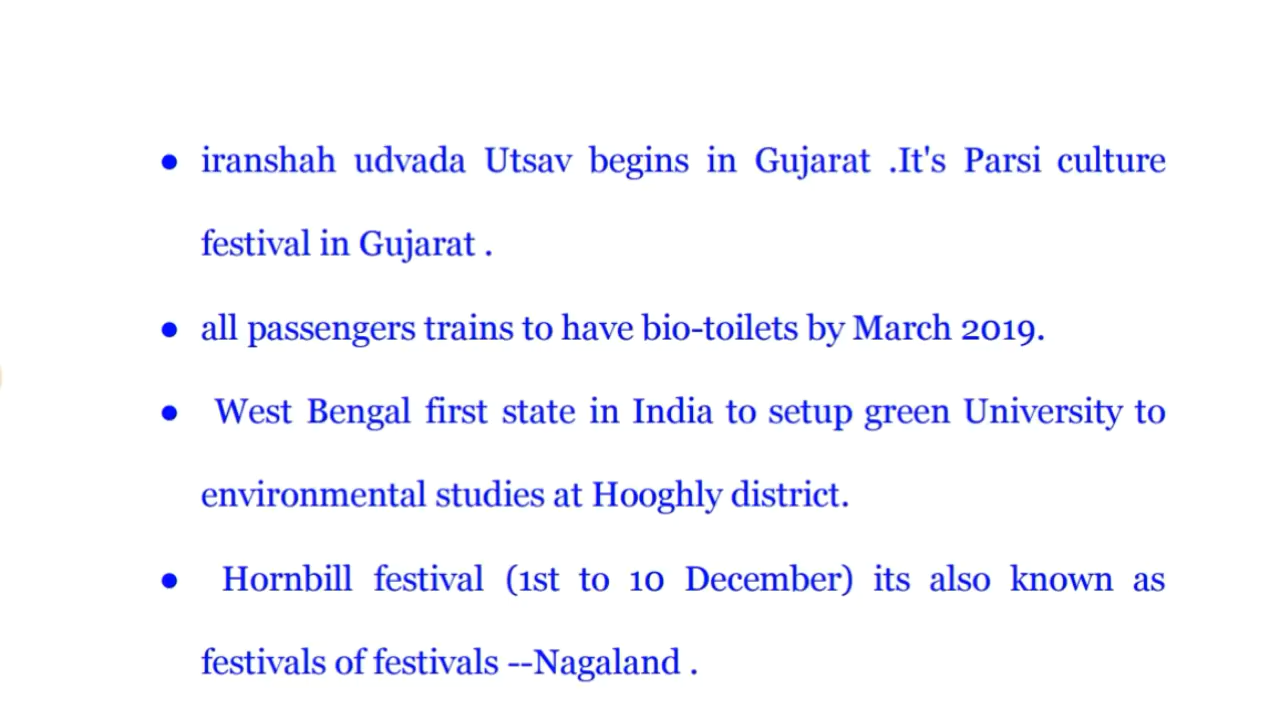 ● iranshah udvada Utsav begins in Gujarat .It's Parsi culture
festival in Gujarat .
● all passengers trains to have bio-toilets by March 2019.
● West Bengal first state in India to setup green University to
environmental studies at Hooghly district.
● Hornbill festival (1st to 10 December) its also known as
festivals of festivals --Nagaland .